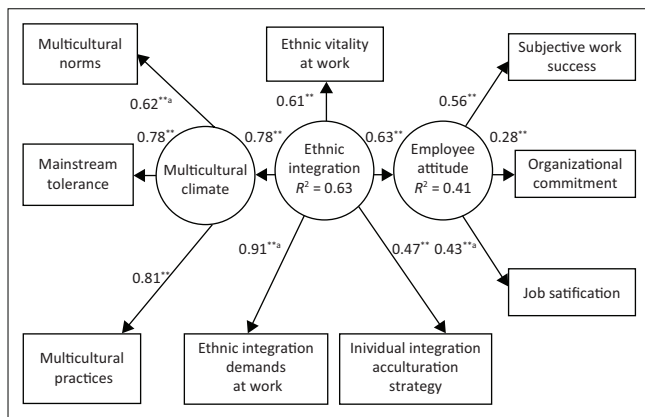 Multicultural
norms
Ethnic vitality
at work
Subjective work
success
0.62**a
0.61**
0.56**
0.78**
0.78**
0.63**
0.28**
Mainstream
tolerance
Multicultural
climate
Ethnic
integration
R² = 0.63
Employee
attitude
R² = 0.41
Organizational
commitment
0.81**
0.91**a
0.47**
0.43**a
Job satification
Multicultural
practices
Ethnic integration
demands
at work
Inividual integration
acculturation
strategy